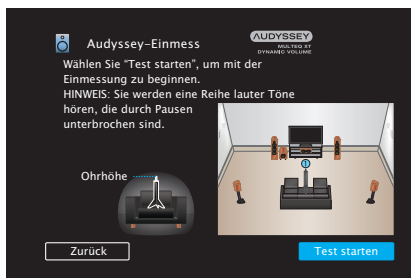 Audyssey-Einmess
AUDYSSEY
MULTEQ XT
DYNAMIC VOLUME
Wählen Sie "Test starten", um mit der
Einmessung zu beginnen.
HINWEIS: Sie werden eine Reihe lauter Töne
hören, die durch Pausen
unterbrochen sind.
Ohrhöhe
1
Zurück
Test starten